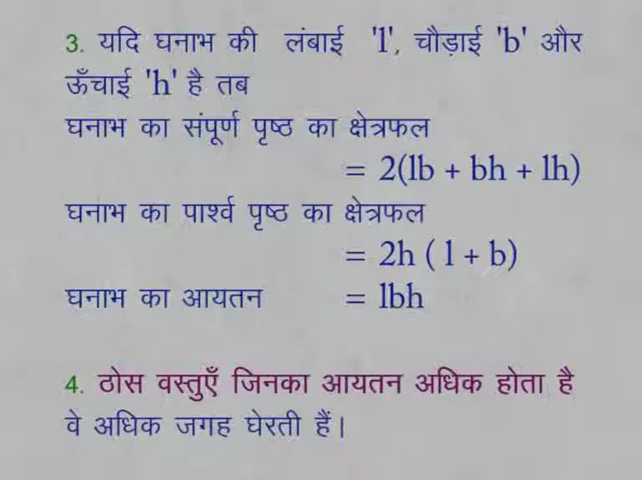 3. यदि घनाभ की लंबाई 'l', चौड़ाई 'b' और
ऊँचाई 'h' है तब
घनाभ का संपूर्ण पृष्ठ का क्षेत्रफल
= 2(lb + bh + lh)
घनाभ का पार्श्व पृष्ठ का क्षेत्रफल
= 2h ( l + b)
घनाभ का आयतन = lbh
4. ठोस वस्तुएँ जिनका आयतन अधिक होता है
वे अधिक जगह घेरती हैं।